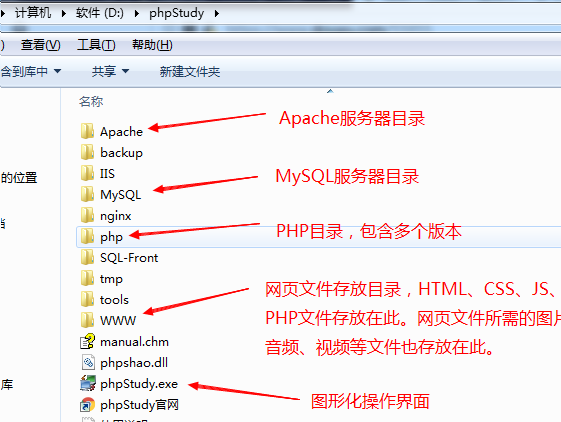 计算机 软件 (D:) phpStudy
) 查看(V) 工具(T) 帮助(H)
含到库中 共享 新建文件夹
名称
Apache
Apache服务器目录
backup
IIS
的位置
MySQL服务器目录
MySQL
nginx
php
PHP目录，包含多个版本
SQL-Front
tmp
网页文件存放目录，HTML、CSS、JS、
tools
WWW
PHP文件存放在此。网页文件所需的图片
manual.chm
音频、视频等文件也存放在此。
phpshao.dll
库
phpStudy.exe
图形化操作界面
phpStudy官网